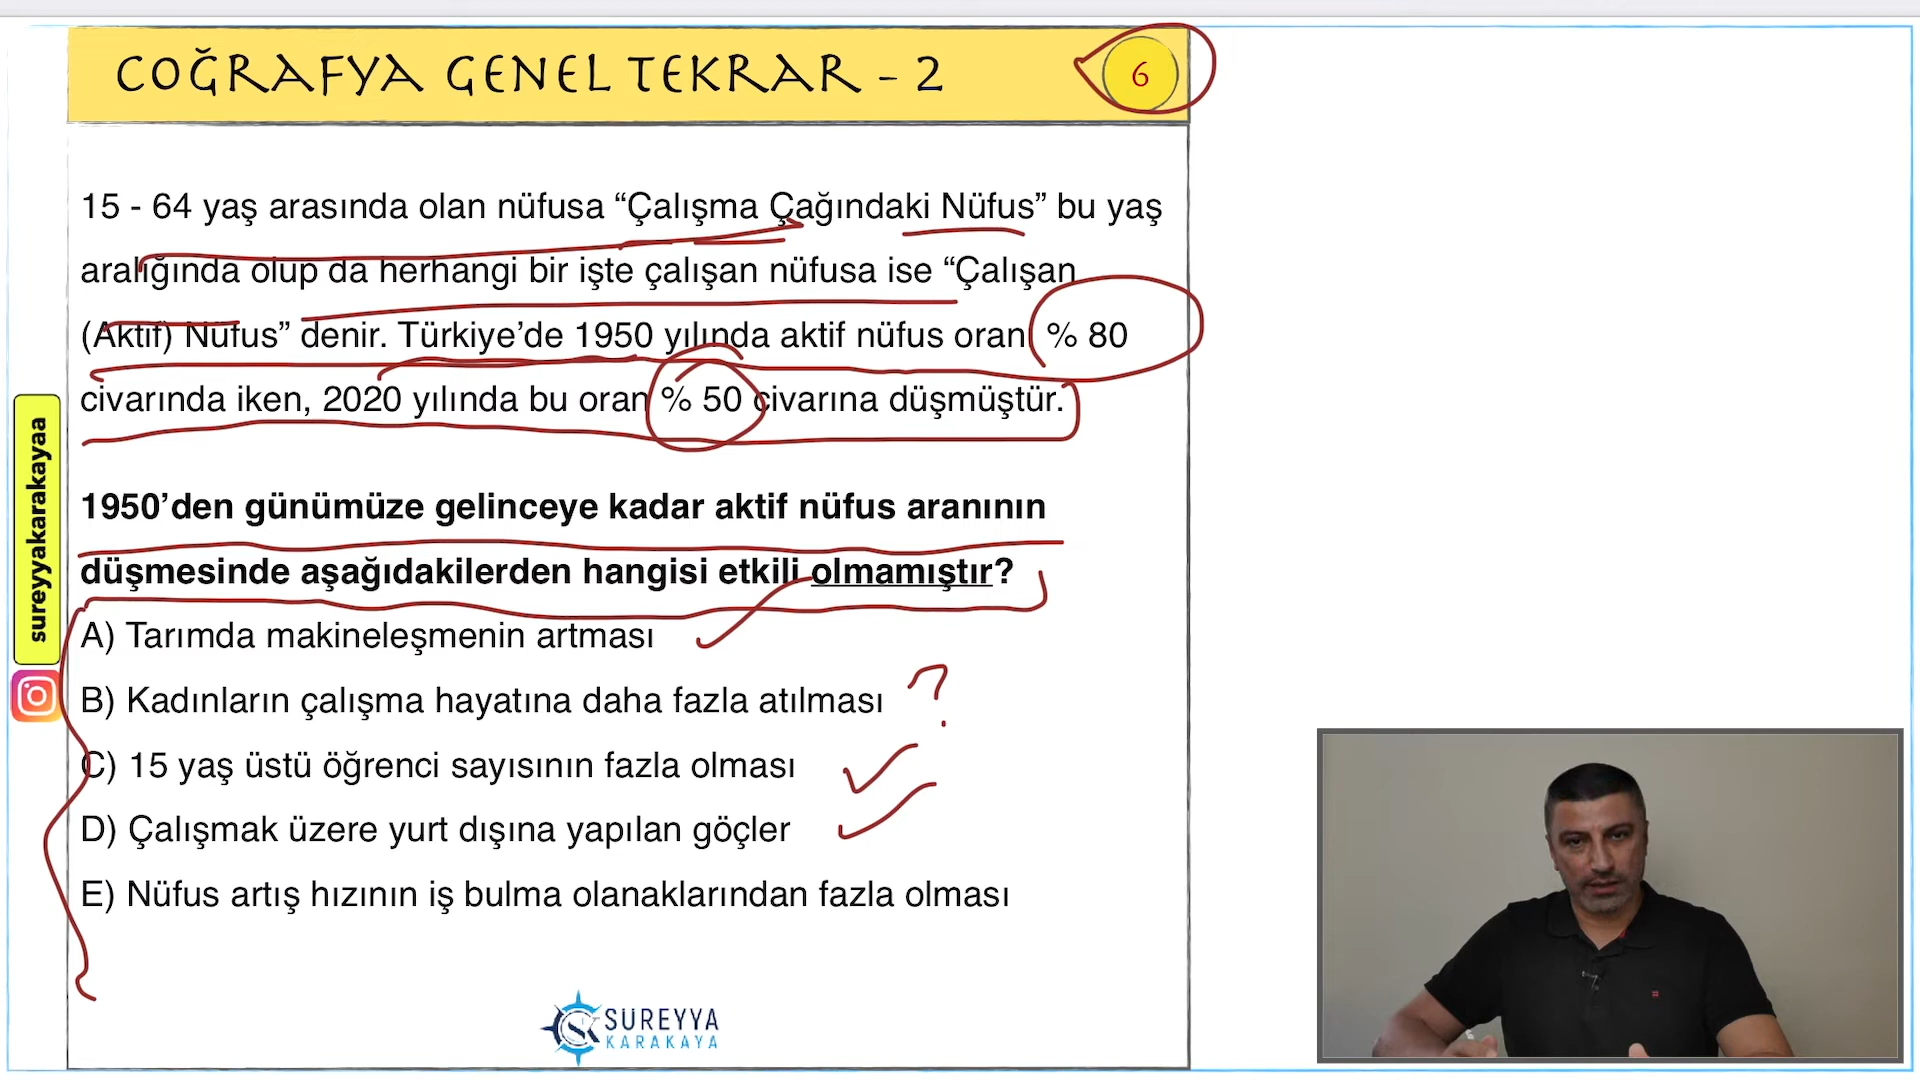 COĞRAFYA GENEL TEKRAR - 2
6
15 - 64 yaş arasında olan nüfusa “Çalışma Çağındaki Nüfus” bu yaş
aralığında olup da herhangi bir işte çalışan nüfusa ise “Çalışan
(Aktif) Nüfus” denir. Türkiye’de 1950 yılında aktif nüfus oranı % 80
civarında iken, 2020 yılında bu oran % 50 civarına düşmüştür.
1950’den günümüze gelinceye kadar aktif nüfus aranının
düşmesinde aşağıdakilerden hangisi etkili olmamıştır?
A) Tarımda makineleşmenin artması
B) Kadınların çalışma hayatına daha fazla atılması
?
C) 15 yaş üstü öğrenci sayısının fazla olması
D) Çalışmak üzere yurt dışına yapılan göçler
E) Nüfus artış hızının iş bulma olanaklarından fazla olması
sureyyakarakayaa
SK
SUREYYA
KARAKAYA